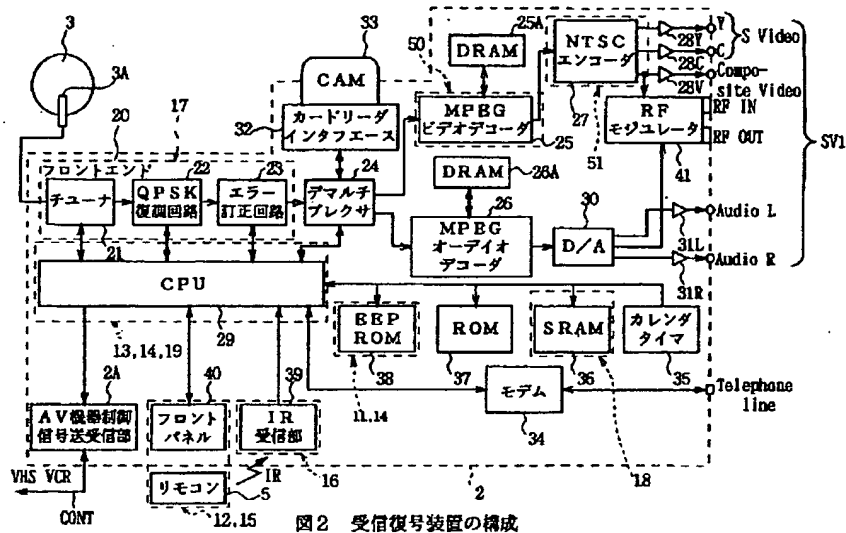 3
3A
20
17
フロントエンド
22
23
チューナ
QPSK
復調回路
エラー
訂正回路
21
33
CAM
カードリーダ
インタフエース
32
24
デマルチ
プレクサ
50
25A
DRAM
MPEG
ビデオデコーダ
25
DRAM
26A
26
MPEG
オーデイオ
デコーダ
NTSC
エンコーダ
27
51
28Y
28C
28V
Y
C
S Video
Compo-
site Video
RF
モジュレータ
41
RF IN
RF OUT
SV1
30
D/A
31L
31R
Audio L
Audio R
CPU
13,14,19
29
EEP
ROM
38
11,14
ROM
37
SRAM
36
18
カレンダ
タイマ
35
モデム
34
Telephone
line
2A
AV機器制御
信号送受信部
40
フロント
パネル
39
IR
受信部
16
IR
リモコン
5
12,15
VHS VCR
CONT
2
図2 受信復号装置の構成